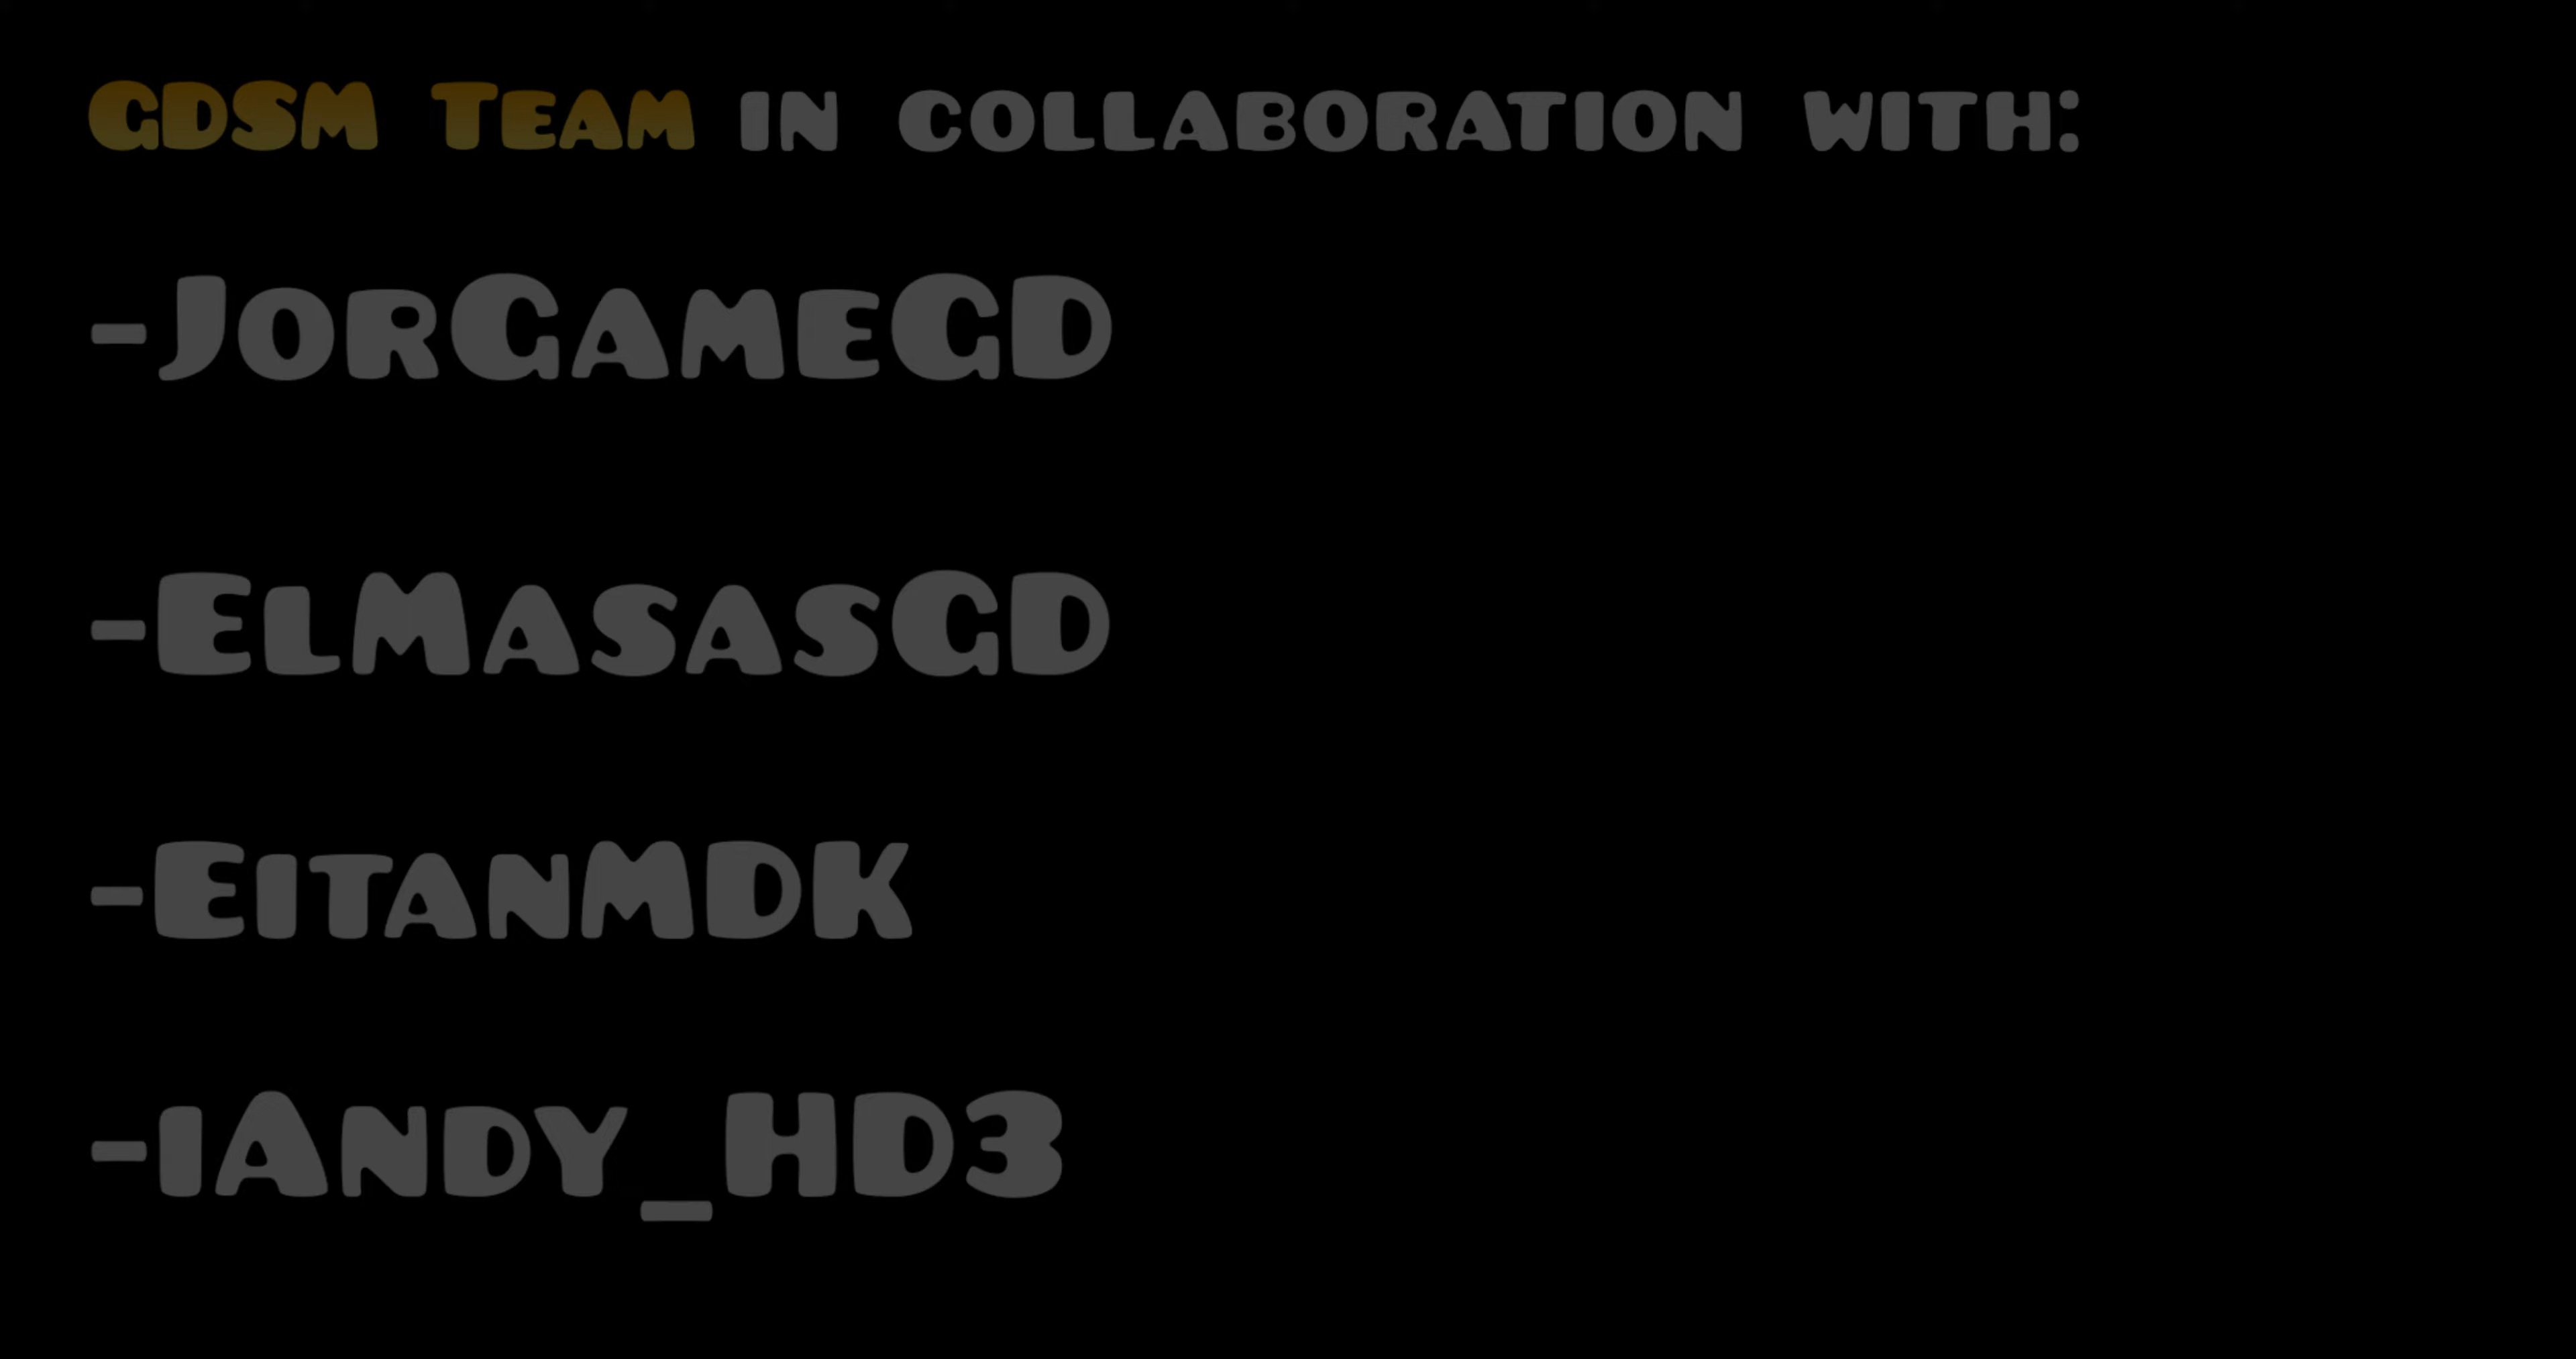 GDSM Team in collaboration with:
-JorGameGD
-ElMasasGD
-EitanMDK
-iAndy_HD3